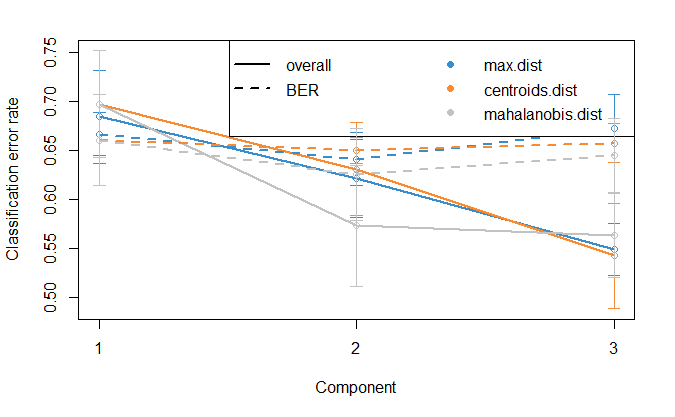 overall
BER
max.dist
centroids.dist
mahalanobis.dist
Classification error rate
0.75
0.70
0.65
0.60
0.55
0.50
1 2 3
Component